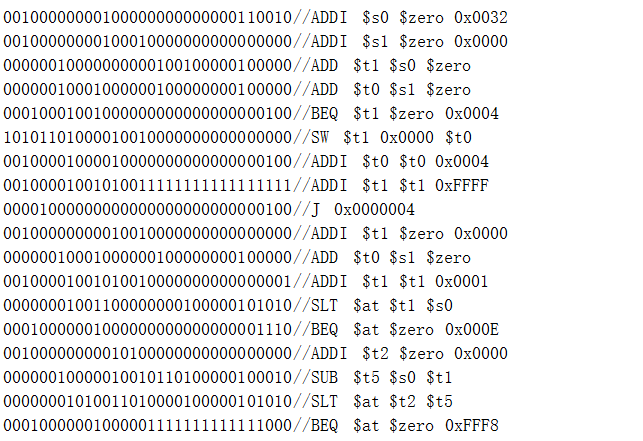 00100000000100000000000000110010//ADDI $s0 $zero 0x0032
00100000000100010000000000000000//ADDI $s1 $zero 0x0000
00000010000000000100100000100000//ADD $t1 $s0 $zero
00000010001000000100000000100000//ADD $t0 $s1 $zero
00010001001000000000000000000100//BEQ $t1 $zero 0x0004
10101101000010010000000000000000//SW $t1 0x0000 $t0
00100001000010000000000000000100//ADDI $t0 $t0 0x0004
00100001001010011111111111111111//ADDI $t1 $t1 0xFFFF
00001000000000000000000000000100//J 0x0000004
00100000000010010000000000000000//ADDI $t1 $zero 0x0000
00000010001000000100000000100000//ADD $t0 $s1 $zero
00100001001010010000000000000001//ADDI $t1 $t1 0x0001
00000001001100000000100000101010//SLT $at $t1 $s0
00010000001000000000000000001110//BEQ $at $zero 0x000E
00100000000010100000000000000000//ADDI $t2 $zero 0x0000
00000010000010010110100000100010//SUB $t5 $s0 $t1
00000001010011010000100000101010//SLT $at $t2 $t5
00010000001000001111111111111000//BEQ $at $zero 0xFFF8